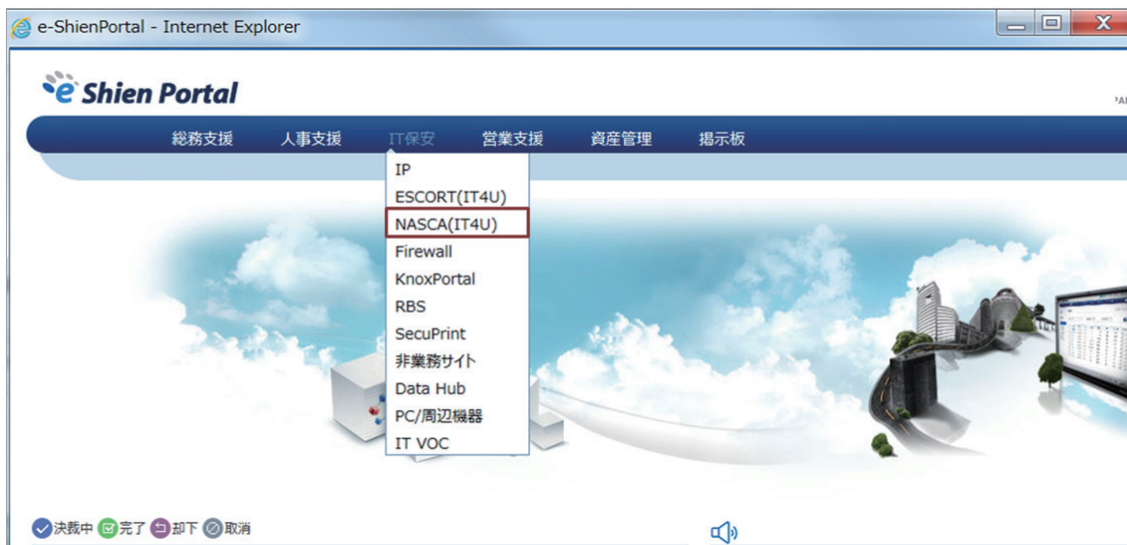 e-ShienPortal - Internet Explorer
e Shien Portal
総務支援 人事支援 IT保安 営業支援 資産管理 掲示板
IP
ESCORT(IT4U)
NASCA(IT4U)
Firewall
KnoxPortal
RBS
SecuPrint
非業務サイト
Data Hub
PC/周辺機器
IT VOC
決裁中 完了 却下 取消